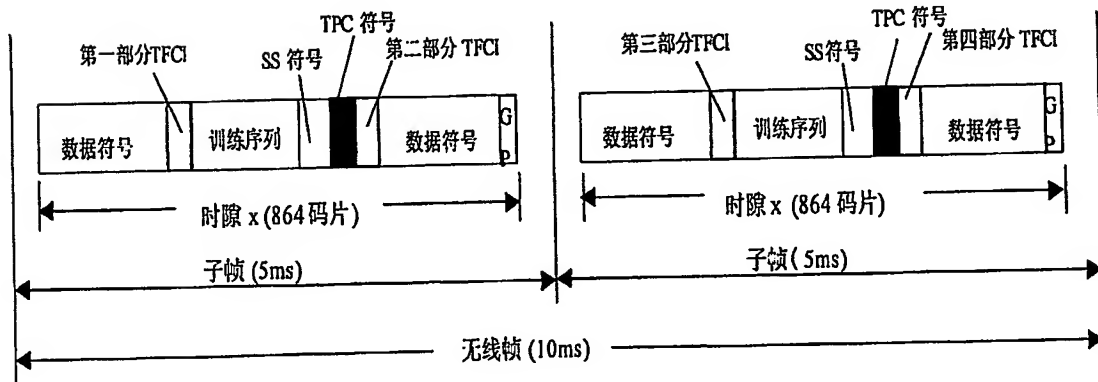 TPC 符号
第一部分TFCI
SS 符号
第二部分 TFCI
数据符号
训练序列
数据符号
G
P
时隙 x (864 码片)
子帧 (5ms)
TPC 符号
第三部分TFCI
SS符号
第四部分 TFCI
数据符号
训练序列
数据符号
G
P
时隙 x (864 码片)
子帧 (5ms)
无线帧 (10ms)